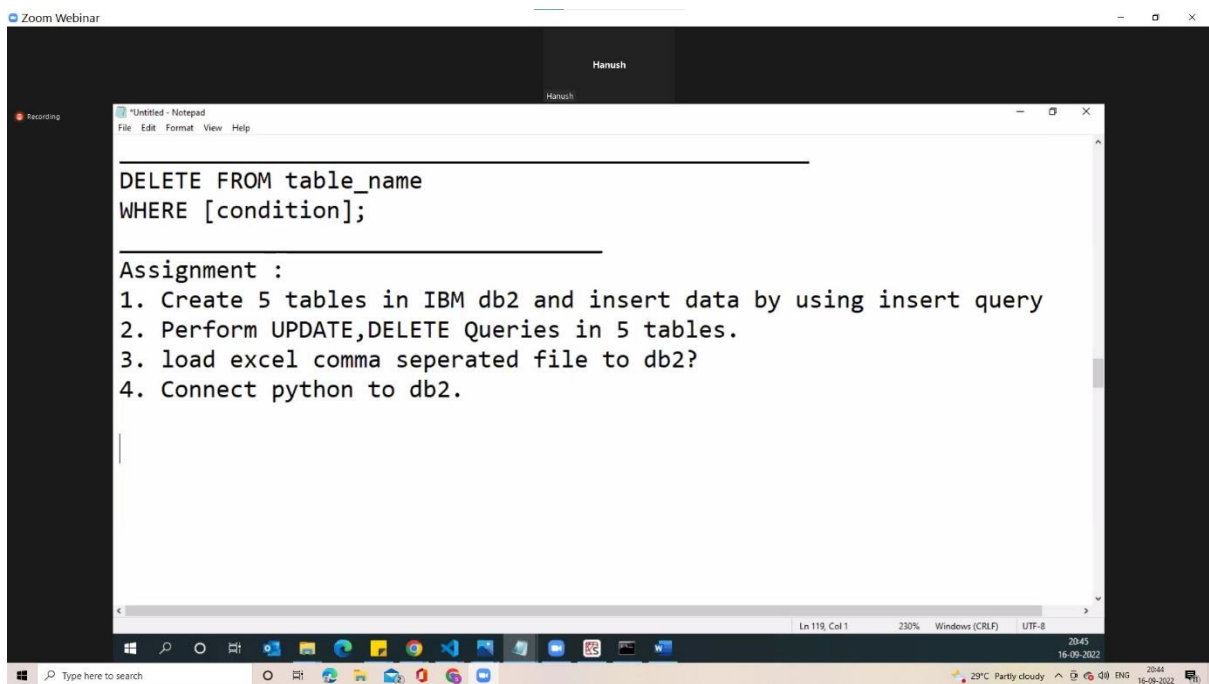 Zoom Webinar
Hanush
Hanush
Recording
*Untitled - Notepad
File Edit Format View Help
DELETE FROM table_name
WHERE [condition];
Assignment :
1. Create 5 tables in IBM db2 and insert data by using insert query
2. Perform UPDATE,DELETE Queries in 5 tables.
3. load excel comma seperated file to db2?
4. Connect python to db2.
Ln 119, Col 1 230% Windows (CRLF) UTF-8
20:45
16-09-2022
Type here to search
29°C Partly cloudy ENG
20:44
16-09-2022